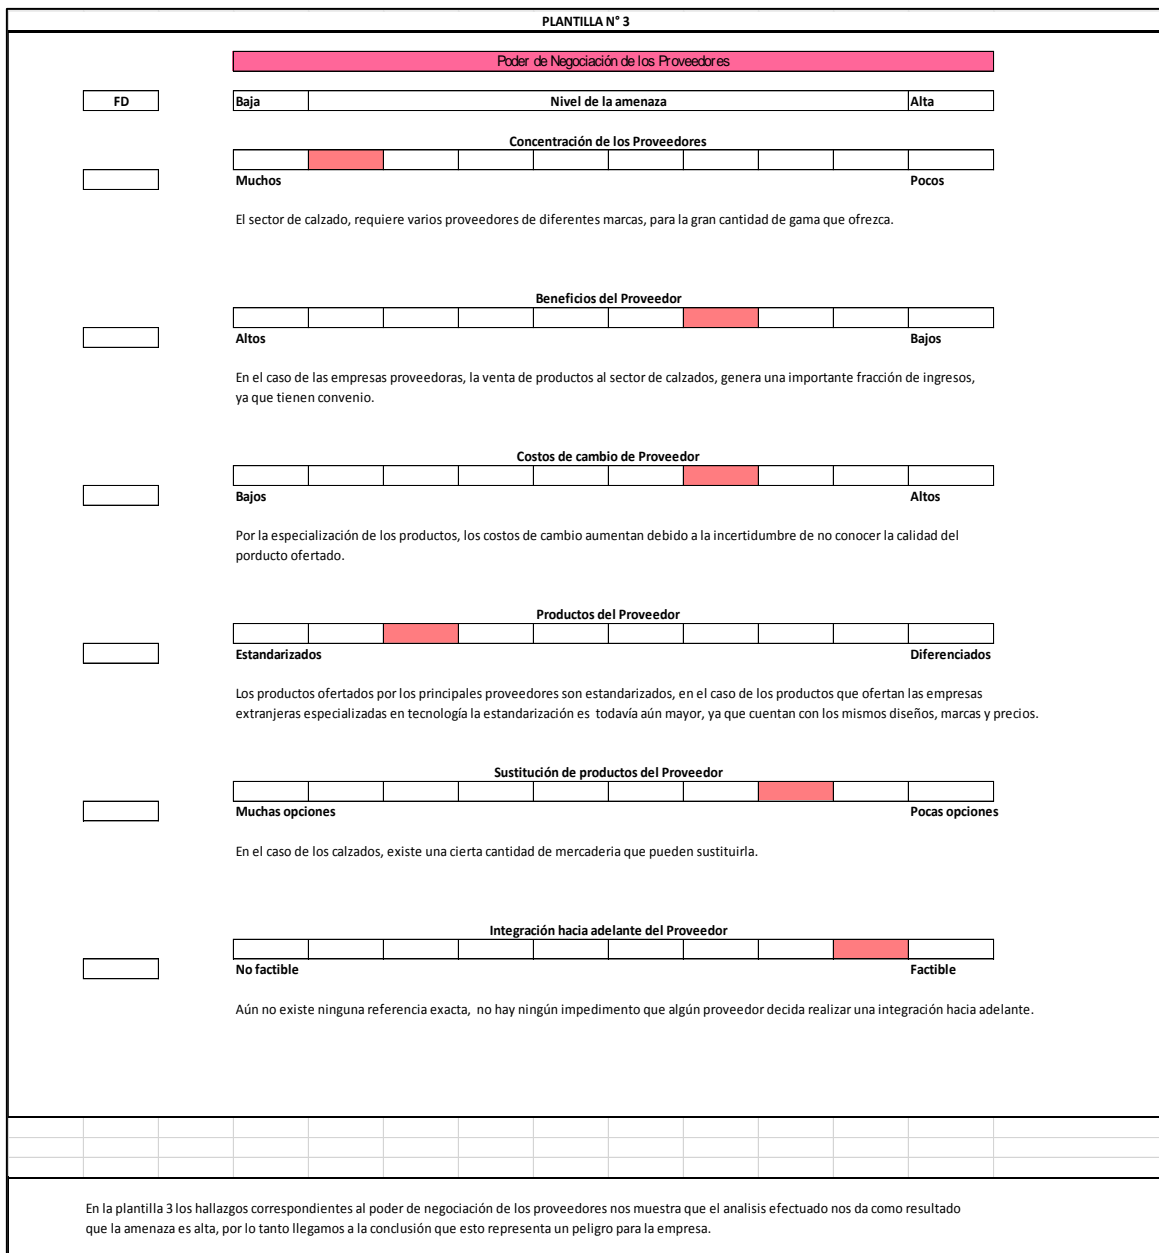 PLANTILLA N° 3
Poder de Negociación de los Proveedores
FD Baja Nivel de la amenaza Alta
Concentración de los Proveedores
Muchos Pocos
El sector de calzado, requiere varios proveedores de diferentes marcas, para la gran cantidad de gama que ofrezca.
Beneficios del Proveedor
Altos Bajos
En el caso de las empresas proveedoras, la venta de productos al sector de calzados, genera una importante fracción de ingresos,
ya que tienen convenio.
Costos de cambio de Proveedor
Bajos Altos
Por la especialización de los productos, los costos de cambio aumentan debido a la incertidumbre de no conocer la calidad del
porducto ofertado.
Productos del Proveedor
Estandarizados Diferenciados
Los productos ofertados por los principales proveedores son estandarizados, en el caso de los productos que ofertan las empresas
extranjeras especializadas en tecnología la estandarización es todavía aún mayor, ya que cuentan con los mismos diseños, marcas y precios.
Sustitución de productos del Proveedor
Muchas opciones Pocas opciones
En el caso de los calzados, existe una cierta cantidad de mercaderia que pueden sustituirla.
Integración hacia adelante del Proveedor
No factible Factible
Aún no existe ninguna referencia exacta, no hay ningún impedimento que algún proveedor decida realizar una integración hacia adelante.
En la plantilla 3 los hallazgos correspondientes al poder de negociación de los proveedores nos muestra que el analisis efectuado nos da como resultado
que la amenaza es alta, por lo tanto llegamos a la conclusión que esto representa un peligro para la empresa.